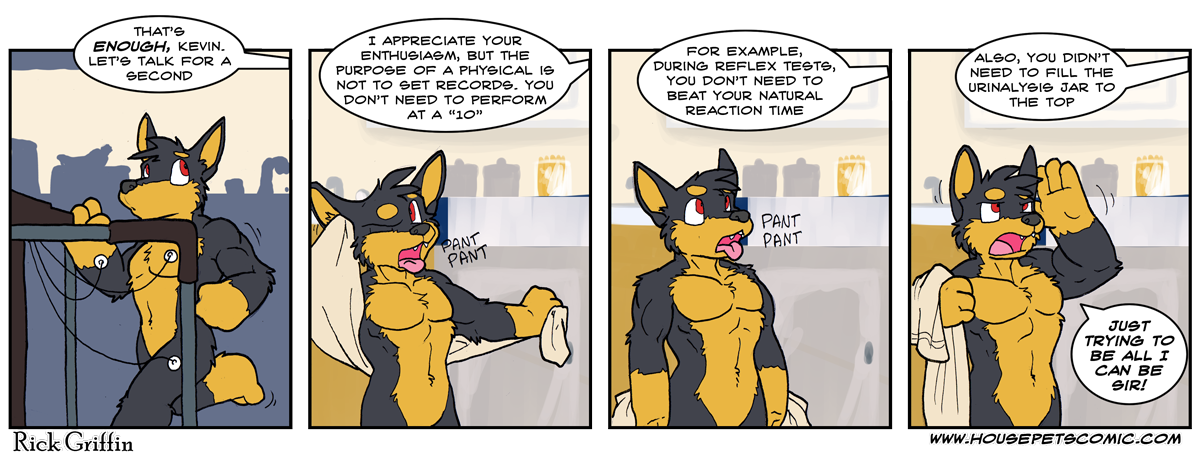 THAT'S
ENOUGH, KEVIN.
LET'S TALK FOR A
SECOND
I APPRECIATE YOUR
ENTHUSIASM, BUT THE
PURPOSE OF A PHYSICAL IS
NOT TO SET RECORDS. YOU
DON'T NEED TO PERFORM
AT A "10"
PANT
PANT
FOR EXAMPLE,
DURING REFLEX TESTS,
YOU DON'T NEED TO
BEAT YOUR NATURAL
REACTION TIME
PANT
PANT
ALSO, YOU DIDN'T
NEED TO FILL THE
URINALYSIS JAR TO
THE TOP
JUST
TRYING TO
BE ALL I
CAN BE
SIR!
Rick Griffin
WWW.HOUSEPETSCOMIC.COM